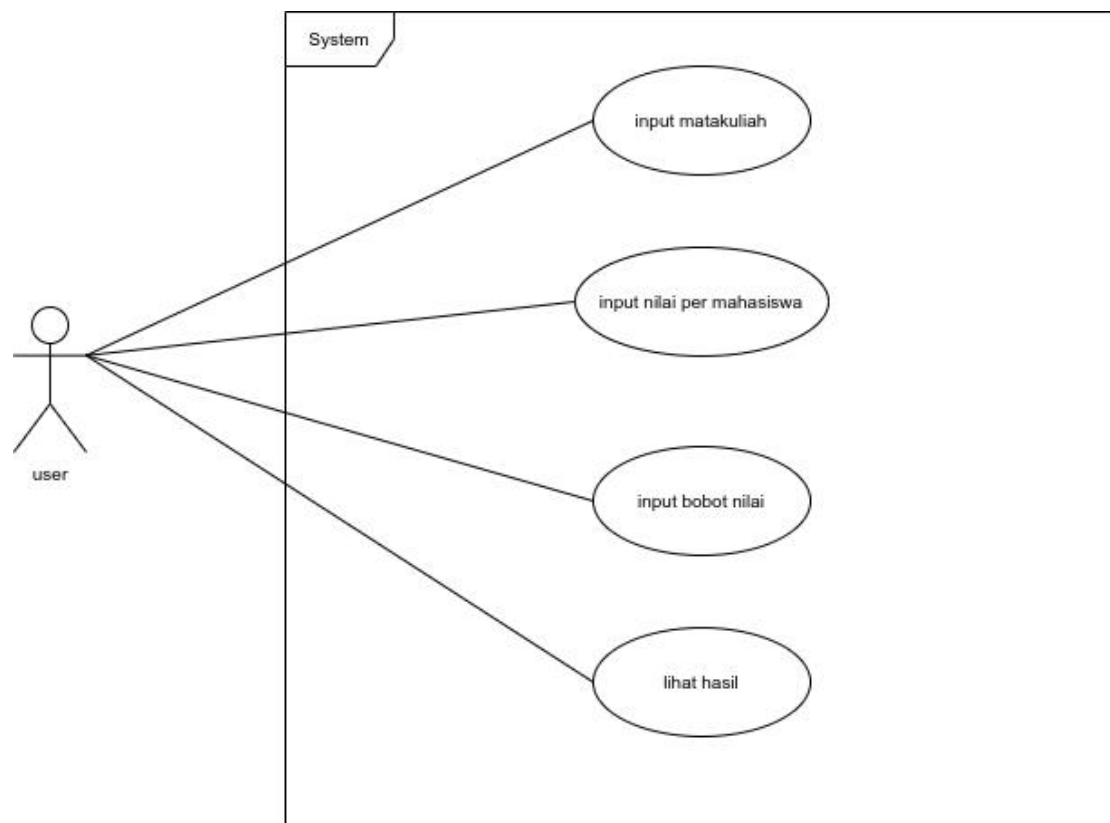 System
input matakuliah
input nilai per mahasiswa
user
input bobot nilai
lihat hasil